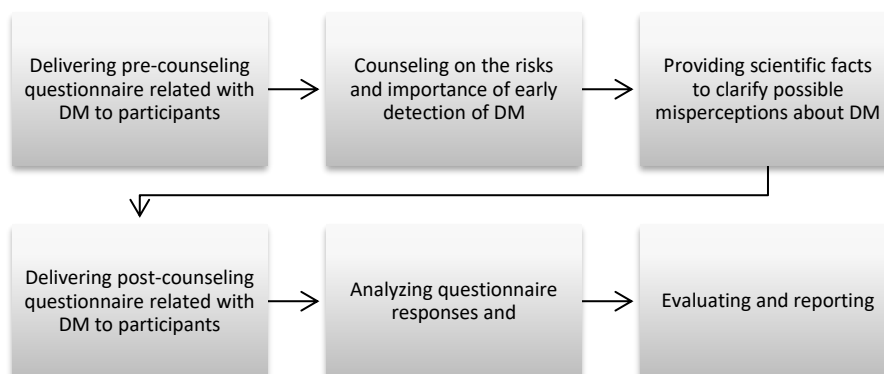 Delivering pre-counseling
questionnaire related with
DM to participants
Counseling on the risks
and importance of early
detection of DM
Providing scientific facts
to clarify possible
misperceptions about DM
Delivering post-counseling
questionnaire related with
DM to participants
Analyzing questionnaire
responses and
Evaluating and reporting